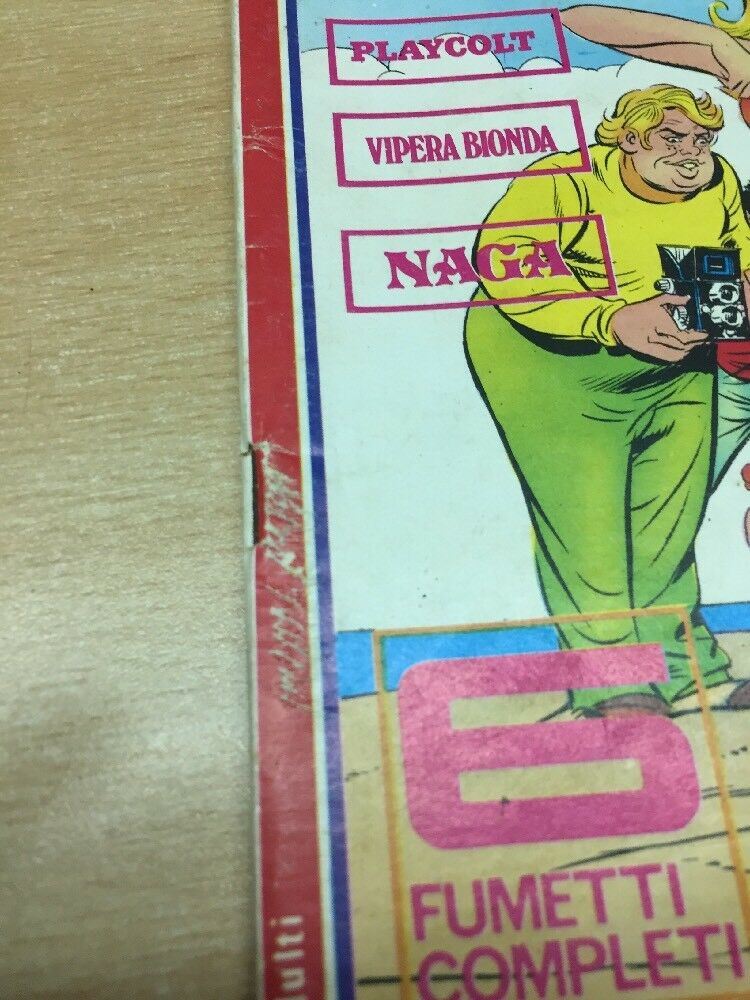 PLAYCOLT
VIPERA BIONDA
NAGA
6
FUMETTI
COMPLETI